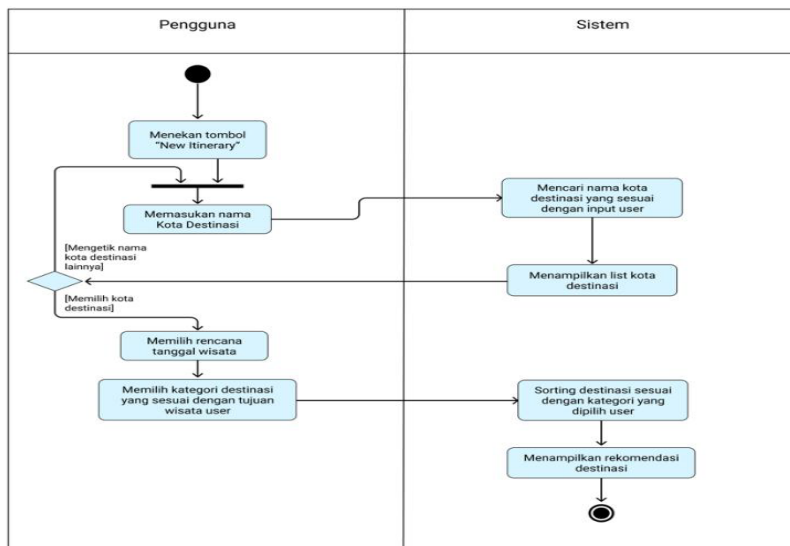 Pengguna
Sistem
Menekan tombol
"New Itinerary"
Memasukan nama
Kota Destinasi
Mencari nama kota
destinasi yang sesuai
dengan input user
[Mengetik nama
kota destinasi
lainnya]
Menampilkan list kota
destinasi
[Memilih kota
destinasi]
Memilih rencana
tanggal wisata
Memilih kategori destinasi
yang sesuai dengan tujuan
wisata user
Sorting destinasi sesuai
dengan kategori yang
dipilih user
Menampilkan rekomendasi
destinasi